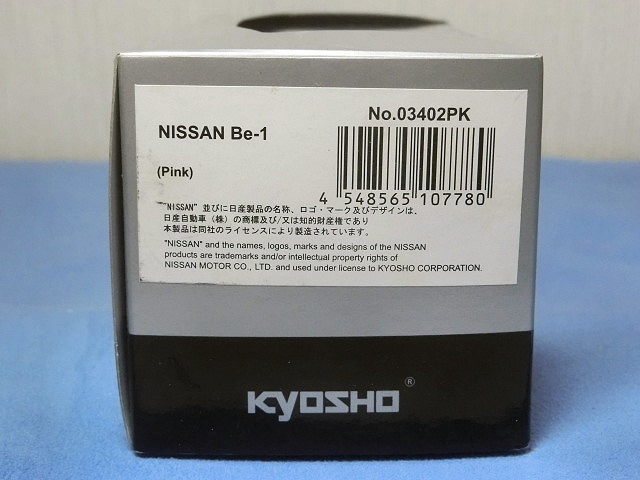 No.03402PK
NISSAN Be-1
(Pink)
4 548565 107780
"NISSAN" 並びに日産製品の名称、ロゴ・マーク及びデザインは、
日産自動車（株）の商標及び/又は知的財産権であり
本製品は同社のライセンスにより製造されています。
"NISSAN" and the names, logos, marks and designs of the NISSAN
products are trademarks and/or intellectual property rights of
NISSAN MOTOR CO., LTD. and used under license to KYOSHO CORPORATION.
KYOSHO®